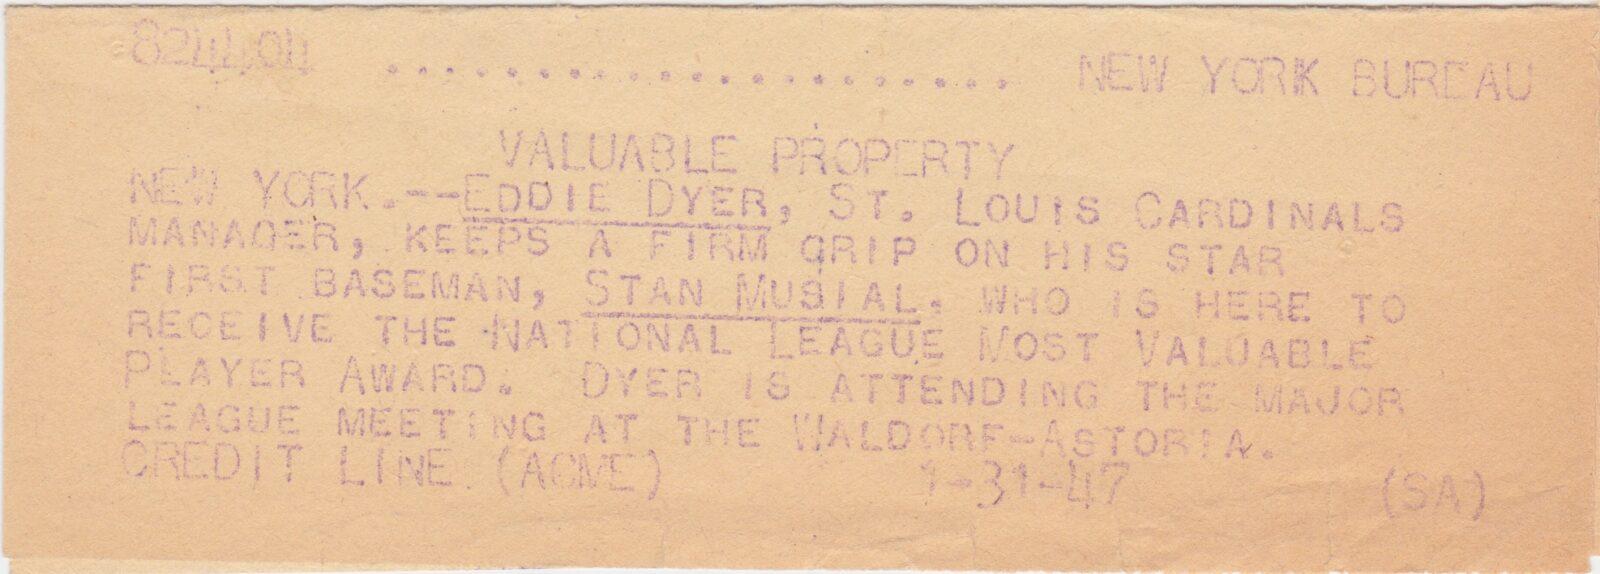 824404 ..................... NEW YORK BUREAU
VALUABLE PROPERTY
NEW YORK.--EDDIE DYER, ST. LOUIS CARDINALS
MANAGER, KEEPS A FIRM GRIP ON HIS STAR
FIRST BASEMAN, STAN MUSIAL. WHO IS HERE TO
RECEIVE THE NATIONAL LEAGUE MOST VALUABLE
PLAYER AWARD. DYER IS ATTENDING THE MAJOR
LEAGUE MEETING AT THE WALDORF-ASTORIA.
CREDIT LINE (ACME) 1-31-47 (SA)